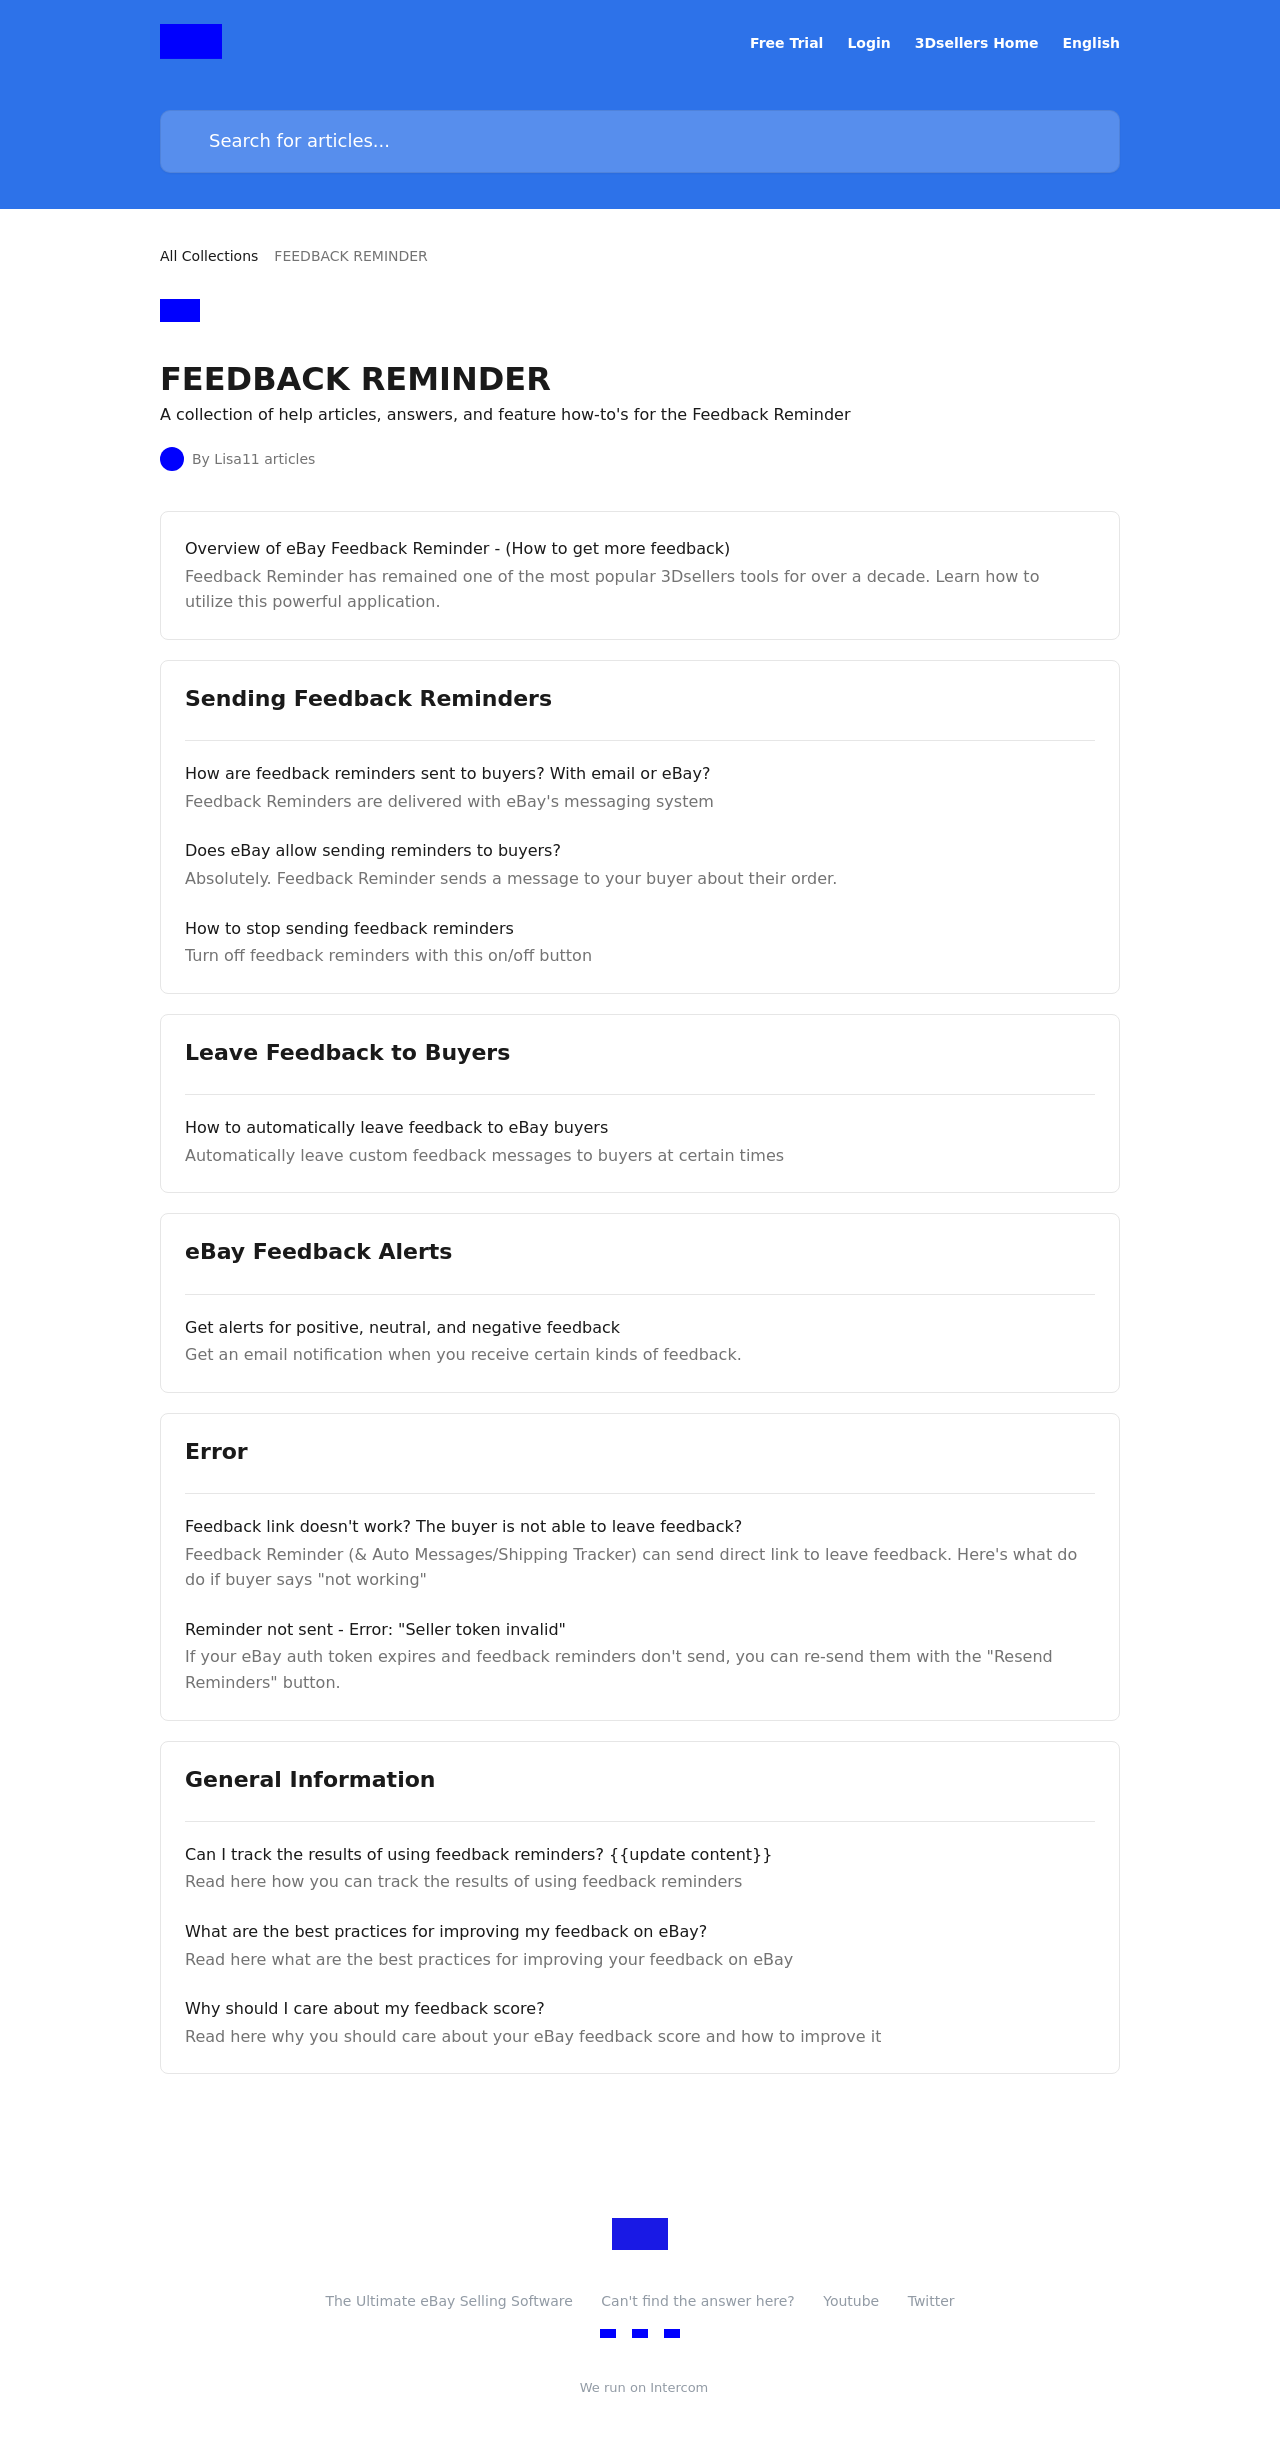 Free Trial Login 3Dsellers Home English
Search for articles...
All Collections FEEDBACK REMINDER
FEEDBACK REMINDER
A collection of help articles, answers, and feature how-to's for the Feedback Reminder
By Lisa11 articles
Overview of eBay Feedback Reminder - (How to get more feedback)
Feedback Reminder has remained one of the most popular 3Dsellers tools for over a decade. Learn how to
utilize this powerful application.
Sending Feedback Reminders
How are feedback reminders sent to buyers? With email or eBay?
Feedback Reminders are delivered with eBay's messaging system
Does eBay allow sending reminders to buyers?
Absolutely. Feedback Reminder sends a message to your buyer about their order.
How to stop sending feedback reminders
Turn off feedback reminders with this on/off button
Leave Feedback to Buyers
How to automatically leave feedback to eBay buyers
Automatically leave custom feedback messages to buyers at certain times
eBay Feedback Alerts
Get alerts for positive, neutral, and negative feedback
Get an email notification when you receive certain kinds of feedback.
Error
Feedback link doesn't work? The buyer is not able to leave feedback?
Feedback Reminder (& Auto Messages/Shipping Tracker) can send direct link to leave feedback. Here's what do
do if buyer says "not working"
Reminder not sent - Error: "Seller token invalid"
If your eBay auth token expires and feedback reminders don't send, you can re-send them with the "Resend
Reminders" button.
General Information
Can I track the results of using feedback reminders? {{update content}}
Read here how you can track the results of using feedback reminders
What are the best practices for improving my feedback on eBay?
Read here what are the best practices for improving your feedback on eBay
Why should I care about my feedback score?
Read here why you should care about your eBay feedback score and how to improve it
The Ultimate eBay Selling Software Can't find the answer here? Youtube Twitter
We run on Intercom